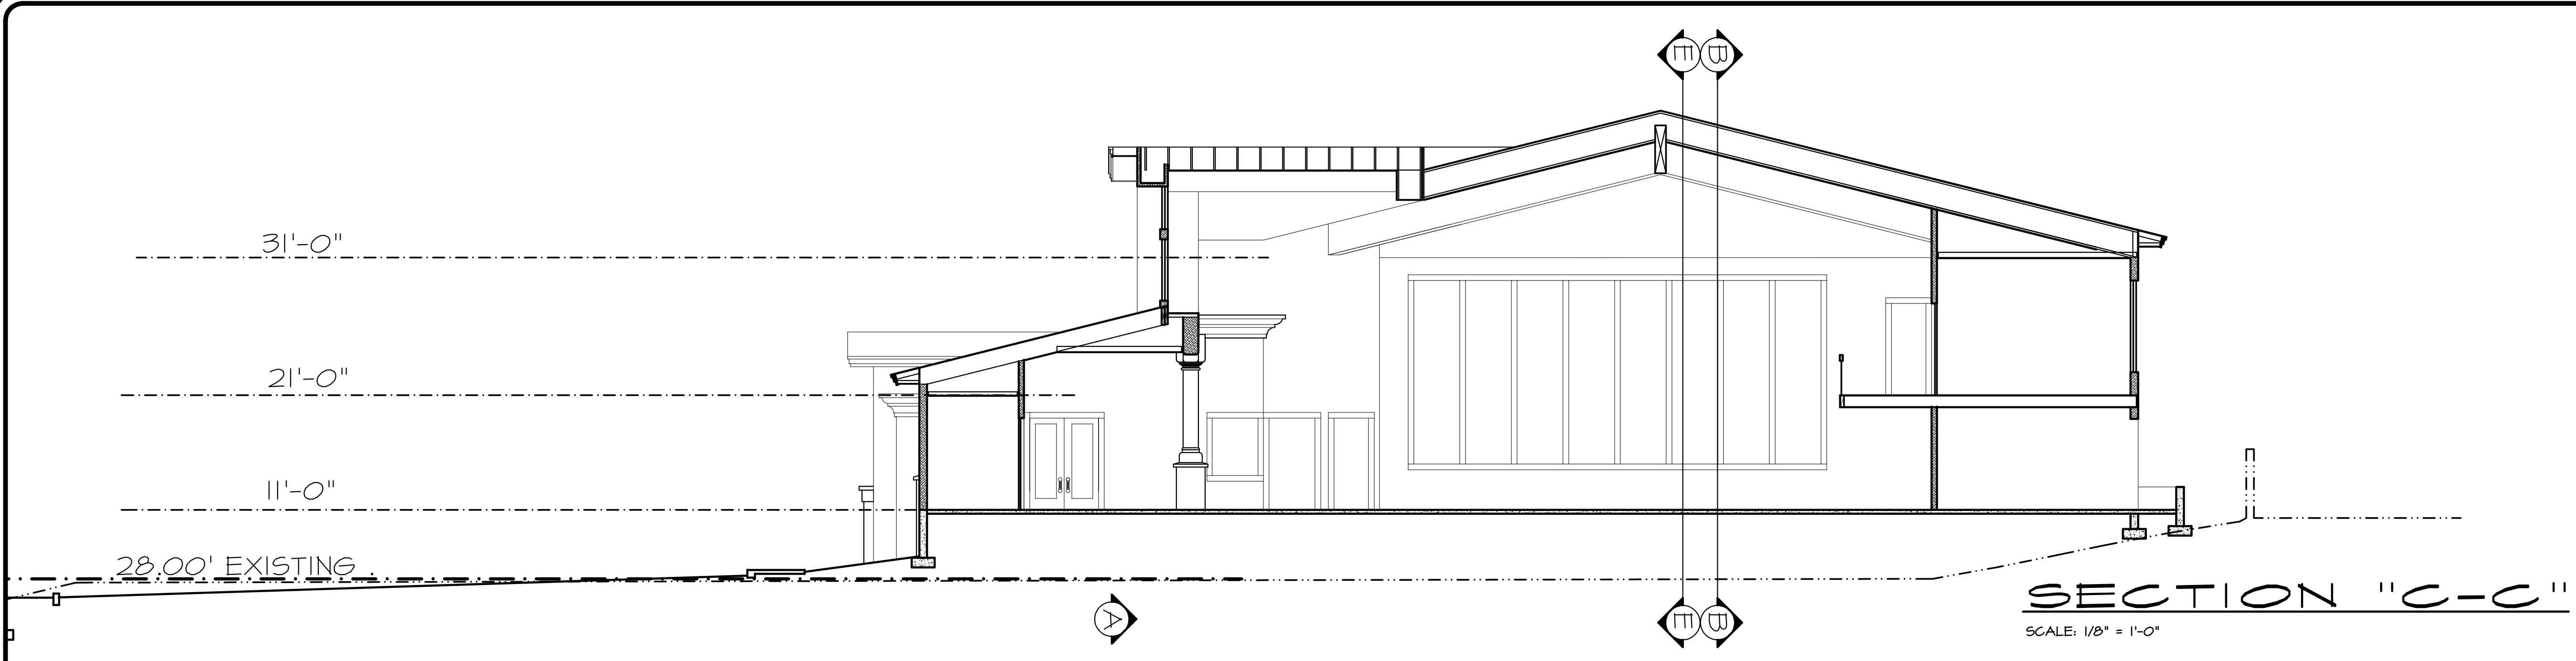 E B
31'-0"
21'-0"
11'-0"
28.00' EXISTING
A
E B
SECTION "C-C"
SCALE: 1/8" = 1'-0"